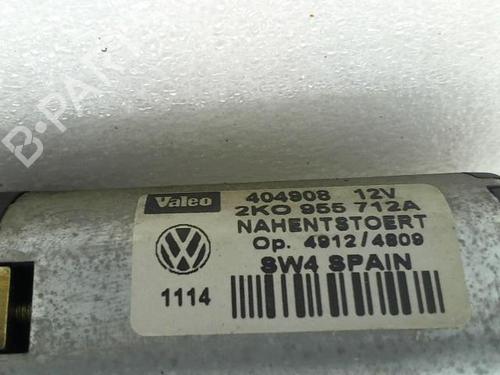 B-PARTS
Valeo 404908 12V
2K0 955 712A
NAHENTSTOERT
Op. 4912/4809
SW4 SPAIN
1114